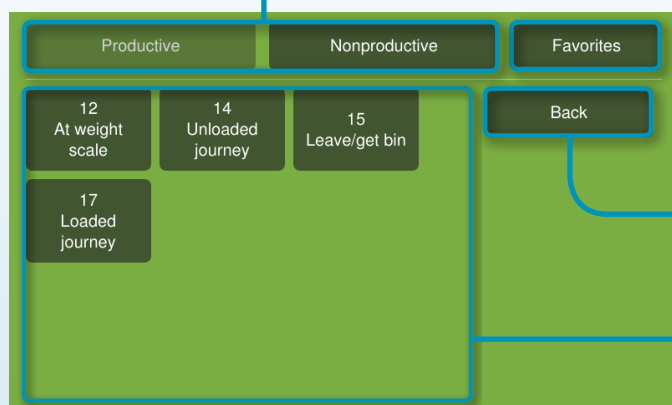 Productive
Nonproductive
Favorites
12
At weight
scale
14
Unloaded
journey
15
Leave/get bin
Back
17
Loaded
journey